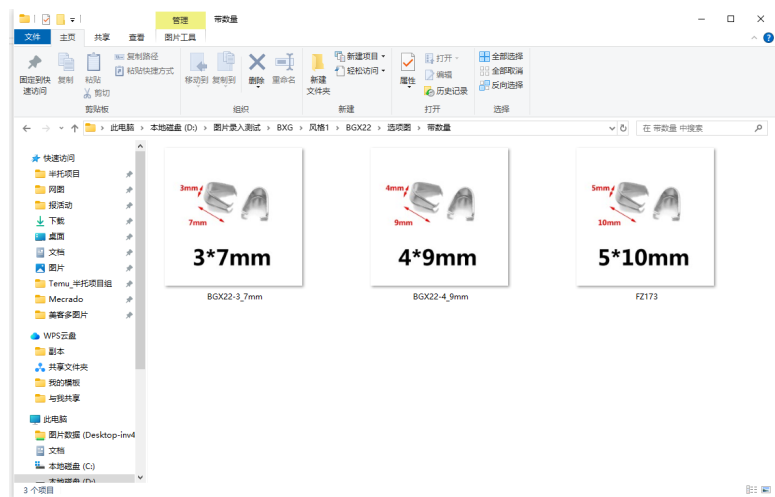 管理
带数量
文件
主页
共享
查看
图片工具
固定到快速访问
复制
粘贴
复制路径
粘贴快捷方式
剪切
剪贴板
移动到
复制到
删除
重命名
组织
新建文件夹
新建项目
轻松访问
新建
属性
打开
编辑
历史记录
打开
全部选择
全部取消
反向选择
选择
此电脑 › 本地磁盘 (D:) › 图片录入测试 › BXG › 风格1 › BGX22 › 选项图 › 带数量
在 带数量 中搜索
快速访问
半托项目
网图
报活动
下载
桌面
文档
图片
Temu_半托项目组
Mecrado
美客多图片
WPS云盘
副本
共享文件夹
我的模板
与我共享
此电脑
图片数据 (Desktop-inv4
文档
本地磁盘 (C:)
本地磁盘 (D:)
3mm
7mm
3*7mm
BGX22-3_7mm
4mm
9mm
4*9mm
BGX22-4_9mm
5mm
10mm
5*10mm
FZ173
3 个项目